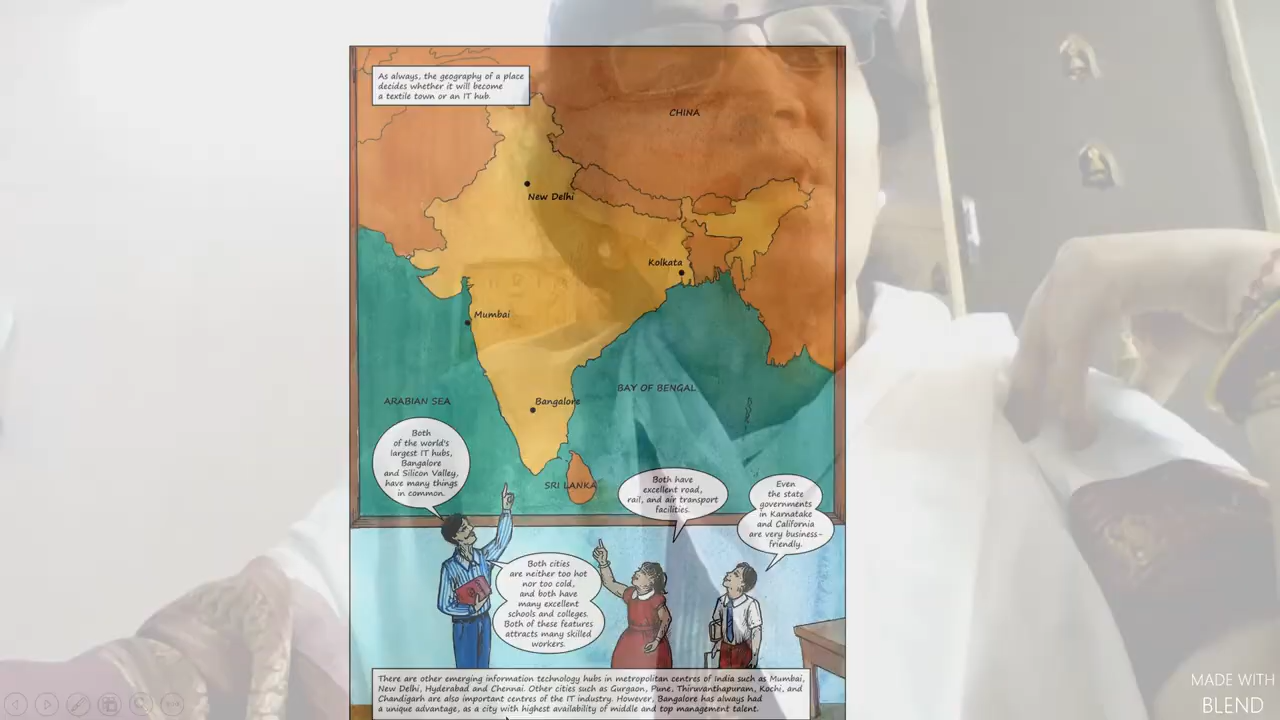 As always, the geography of a place
decides whether it will become
a textile town or an IT hub.
CHINA
New Delhi
Kolkata
Mumbai
BAY OF BENGAL
ARABIAN SEA
Bangalore
SRI LANKA
Both
of the world's
largest IT hubs,
Bangalore
and Silicon Valley,
have many things
in common.
Both have
excellent road,
rail, and air transport
facilities.
Even
the state
governments
in Karnatake
and California
are very business-
friendly.
Both cities
are neither too hot
nor too cold,
and both have
many excellent
schools and colleges.
Both of these features
attracts many skilled
workers.
There are other emerging information technology hubs in metropolitan centres of India such as Mumbai,
New Delhi, Hyderabad and Chennai. Other cities such as Gurgaon, Pune, Thiruvanthapuram, Kochi, and
Chandigarh are also important centres of the IT industry. However, Bangalore has always had
a unique advantage, as a city with highest availability of middle and top management talent.
MADE WITH
BLEND